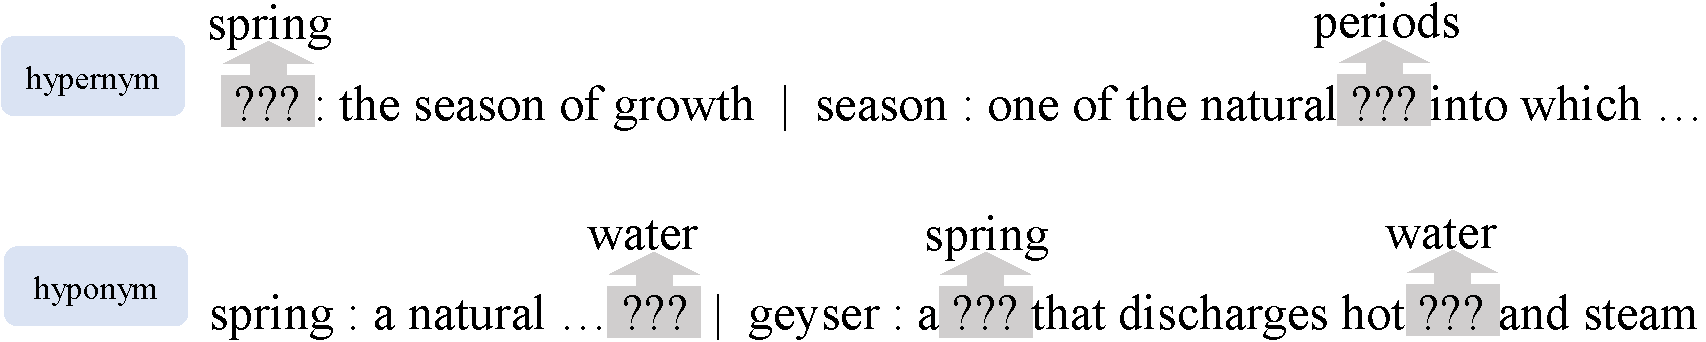 spring periods
hypernym
??? : the season of growth | season : one of the natural ??? into which …
water spring water
hyponym
spring : a natural … ??? | geyser : a ??? that discharges hot ??? and steam